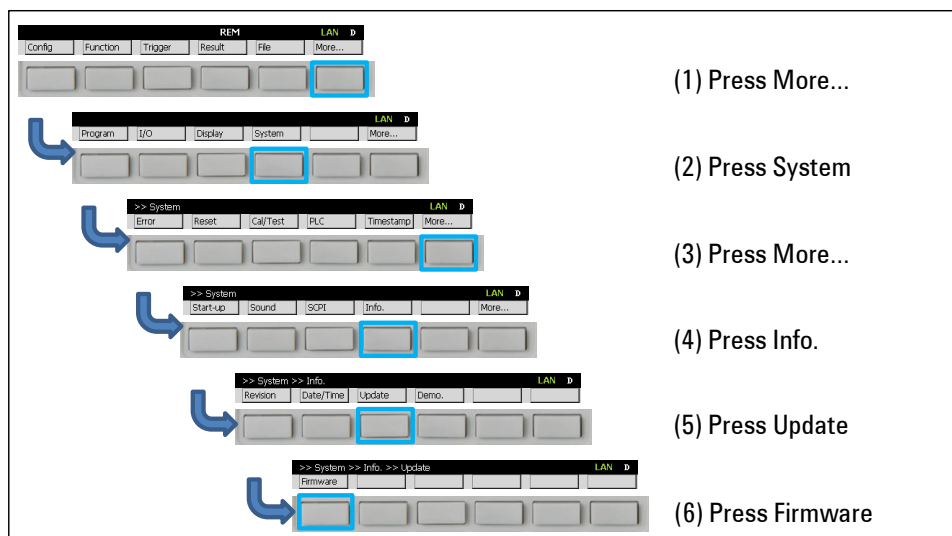 REM LAN D
Config Function Trigger Result File More...
(1) Press More...
LAN D
Program I/O Display System More...
(2) Press System
>> System LAN D
Error Reset Cal/Test PLC Timestamp More...
(3) Press More...
>> System LAN D
Start-up Sound SCPI Info. More...
(4) Press Info.
>> System >> Info. LAN D
Revision Date/Time Update Demo.
(5) Press Update
>> System >> Info. >> Update LAN D
Firmware
(6) Press Firmware